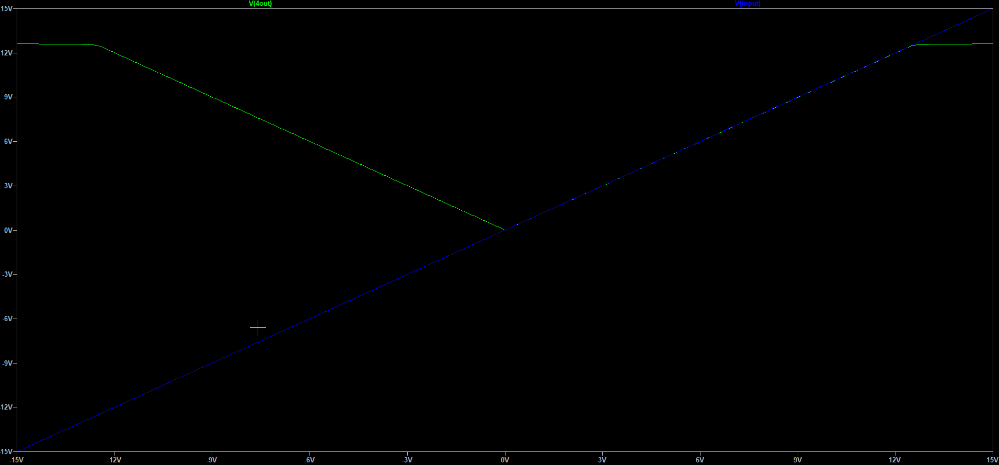 V(4out) V(input)
15V
12V
9V
6V
3V
0V
-3V
-6V
-9V
-12V
-15V
-15V -12V -9V -6V -3V 0V 3V 6V 9V 12V 15V